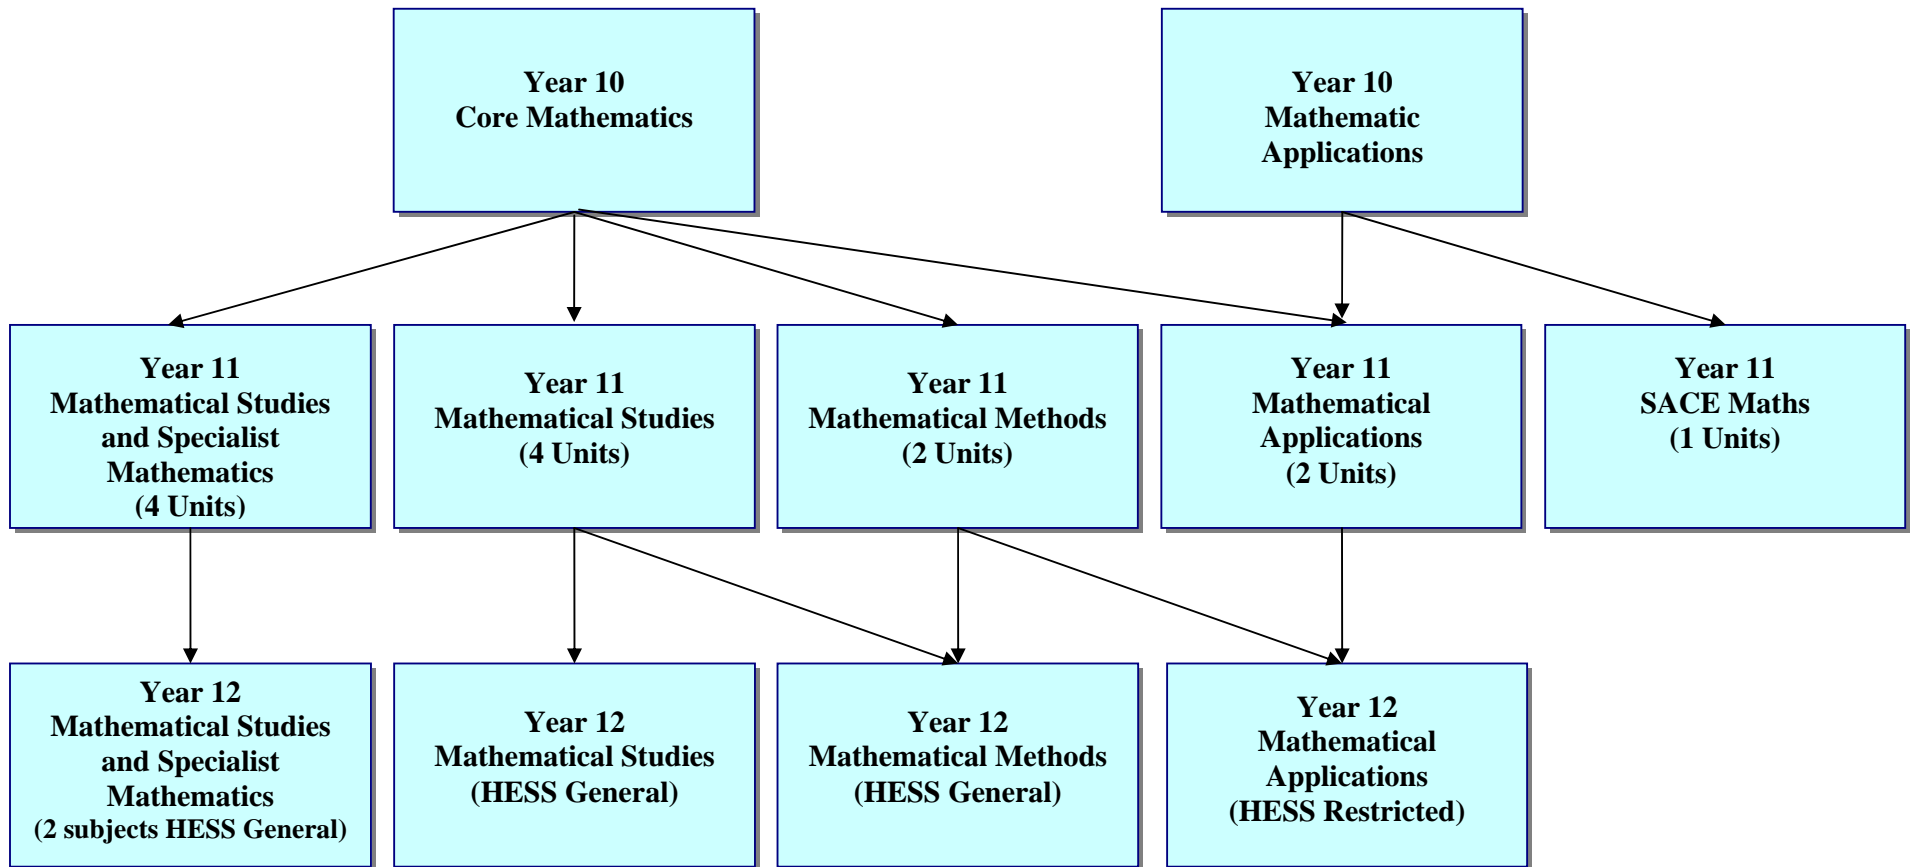 Year 10
Core Mathematics
Year 10
Mathematic
Applications
Year 11
Mathematical Studies
and Specialist
Mathematics
(4 Units)
Year 11
Mathematical Studies
(4 Units)
Year 11
Mathematical Methods
(2 Units)
Year 11
Mathematical
Applications
(2 Units)
Year 11
SACE Maths
(1 Units)
Year 12
Mathematical Studies
and Specialist
Mathematics
(2 subjects HESS General)
Year 12
Mathematical Studies
(HESS General)
Year 12
Mathematical Methods
(HESS General)
Year 12
Mathematical
Applications
(HESS Restricted)